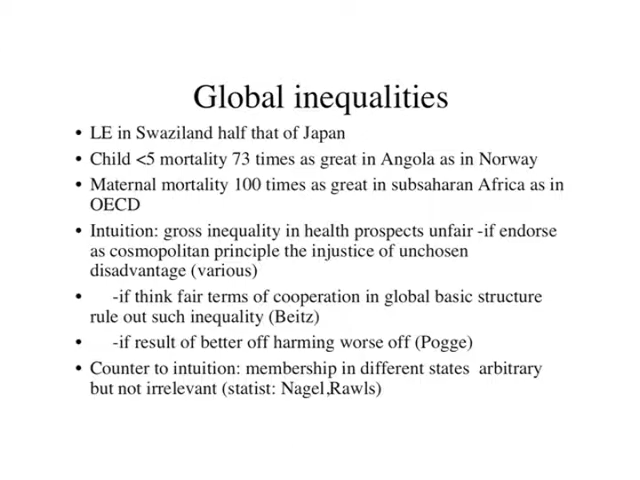 Global inequalities
• LE in Swaziland half that of Japan
• Child <5 mortality 73 times as great in Angola as in Norway
• Maternal mortality 100 times as great in subsaharan Africa as in
OECD
• Intuition: gross inequality in health prospects unfair -if endorse
as cosmopolitan principle the injustice of unchosen
disadvantage (various)
• -if think fair terms of cooperation in global basic structure
rule out such inequality (Beitz)
• -if result of better off harming worse off (Pogge)
• Counter to intuition: membership in different states arbitrary
but not irrelevant (statist: Nagel,Rawls)